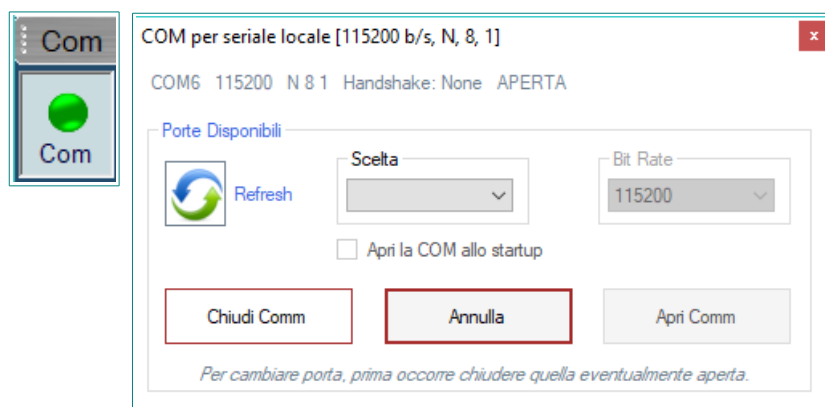 Com
Com
COM per seriale locale [115200 b/s, N, 8, 1]
x
COM6 115200 N 8 1 Handshake: None APERTA
Porte Disponibili
Refresh
Scelta
Bit Rate
115200
Apri la COM allo startup
Chiudi Comm
Annulla
Apri Comm
Per cambiare porta, prima occorre chiudere quella eventualmente aperta.